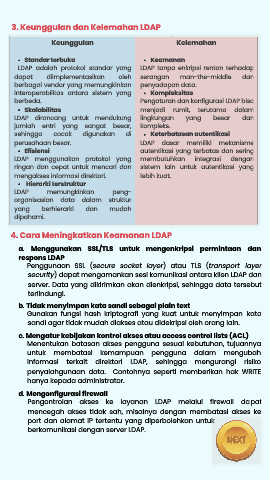 3. Keunggulan dan Kelemahan LDAP
Keunggulan
• Standar terbuka
LDAP adalah protokol standar yang
dapat diimplementasikan oleh
berbagai vendor yang memungkinkan
interoperabilitas antara sistem yang
berbeda.
• Skalabilitas
LDAP dirancang untuk mendukung
jumlah entri yang sangat besar,
sehingga cocok digunakan di
perusahaan besar.
• Efisiensi
LDAP menggunakan protokol yang
ringan dan cepat untuk mencari dan
mengakses informasi direktori.
• Hierarki terstruktur
LDAP memungkinkan peng-
organisasian data dalam struktur
yang berhierarki dan mudah
dipahami.
Kelemahan
• Keamanan
LDAP tanpa enkripsi rentan terhadap
serangan man-the-middle dan
penyadapan data.
• Kompleksitas
Pengaturan dan konfigurasi LDAP bisa
menjadi rumit, terutama dalam
lingkungan yang besar dan
kompleks.
• Keterbatasan autentikasi
LDAP dasar memiliki mekanisme
autentikasi yang terbatas dan sering
membutuhkan integrasi dengan
sistem lain untuk autentikasi yang
lebih kuat.
4. Cara Meningkatkan Keamanan LDAP
a. Menggunakan SSL/TLS untuk mengenkripsi permintaan dan
respons LDAP
Penggunaan SSL (secure socket layer) atau TLS (transport layer
security) dapat mengamankan sesi komunikasi antara klien LDAP dan
server. Data yang dikirimkan akan dienkripsi, sehingga data tersebut
terlindungi.
b. Tidak menyimpan kata sandi sebagai plain text
Gunakan fungsi hash kriptografi yang kuat untuk menyimpan kata
sandi agar tidak mudah diakses atau didekripsi oleh orang lain.
c. Mengatur kebijakan kontrol akses atau access control lists (ACL)
Menentukan batasan akses pengguna sesuai kebutuhan, tujuannya
untuk membatasi kemampuan pengguna dalam mengubah
informasi terkait direktori LDAP, sehingga mengurangi risiko
penyalahgunaan data. Contohnya seperti memberikan hak WRITE
hanya kepada administrator.
d. Mengonfigurasi firewall
Pengontrolan akses ke layanan LDAP melalui firewall dapat
mencegah akses tidak sah, misalnya dengan membatasi akses ke
port dan alamat IP tertentu yang diperbolehkan untuk
berkomunikasi dengan server LDAP.
NEXT